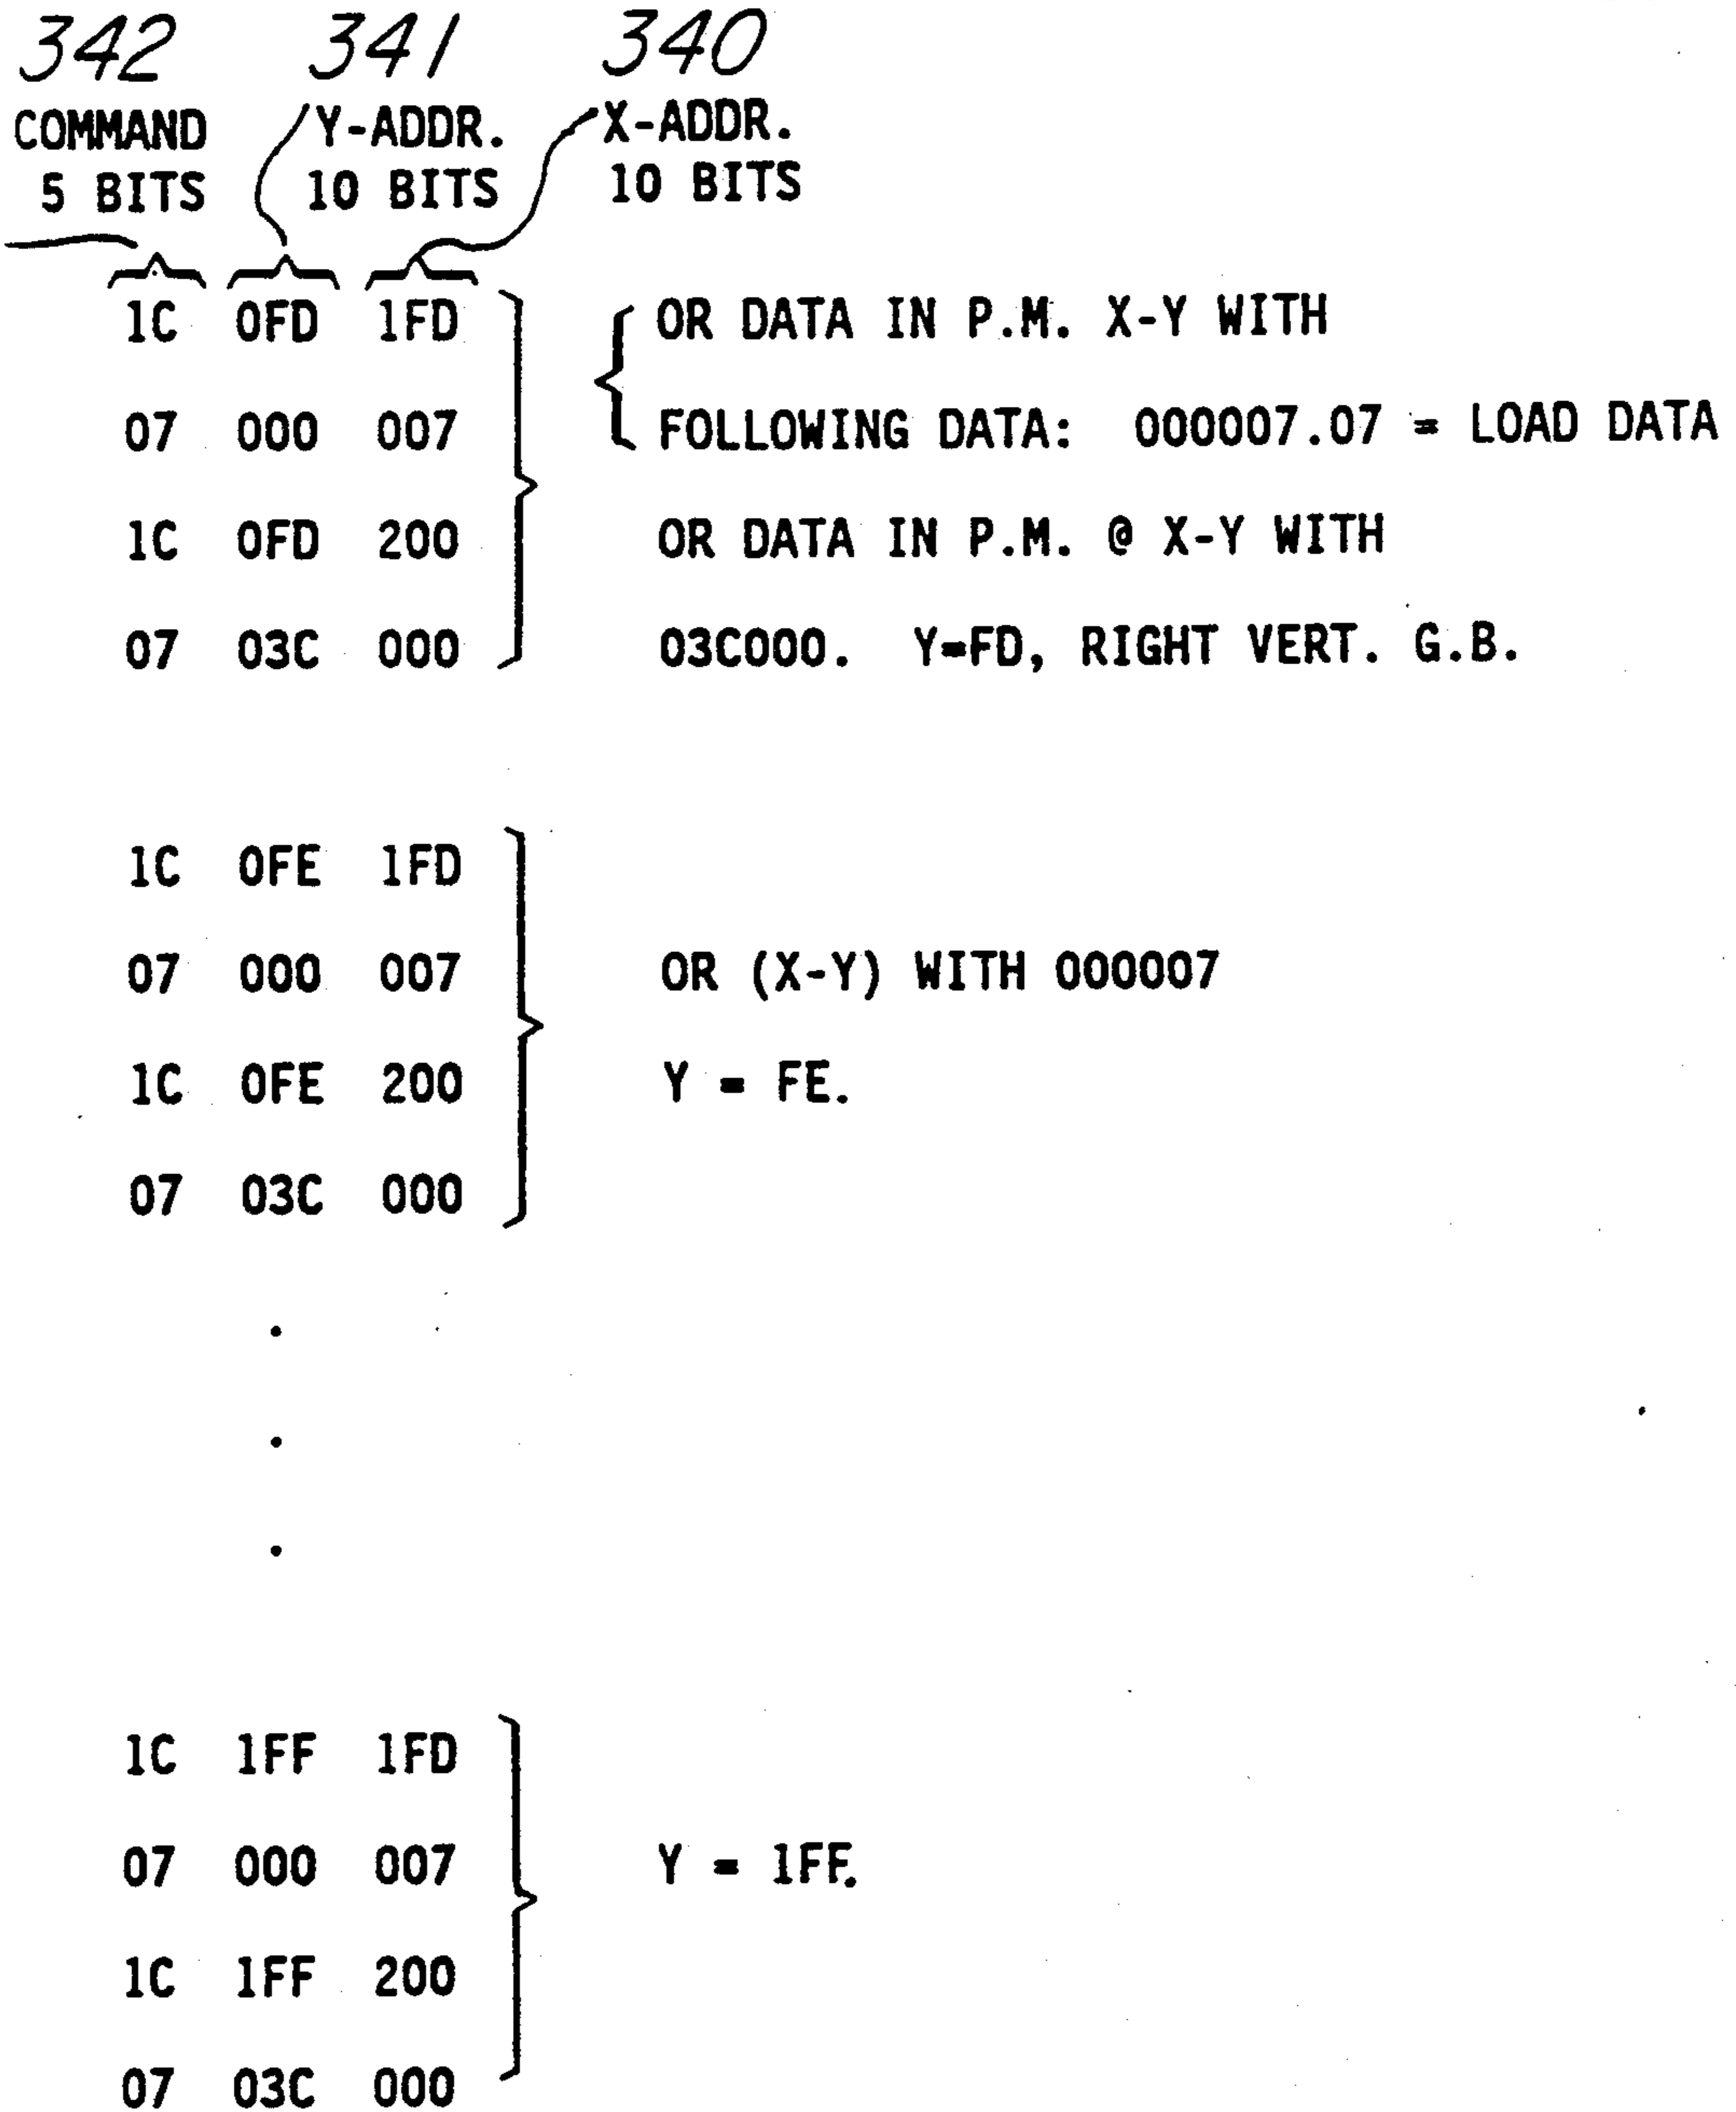 342 341 340
COMMAND Y-ADDR. X-ADDR.
5 BITS 10 BITS 10 BITS
1C 0FD 1FD OR DATA IN P.M. X-Y WITH
07 000 007 FOLLOWING DATA: 000007.07 = LOAD DATA
1C 0FD 200 OR DATA IN P.M. @ X-Y WITH
07 03C 000 03C000. Y=FD, RIGHT VERT. G.B.
1C 0FE 1FD
07 000 007 OR (X-Y) WITH 000007
1C 0FE 200 Y = FE.
07 03C 000
.
.
.
1C 1FF 1FD
07 000 007 Y = 1FF.
1C 1FF 200
07 03C 000